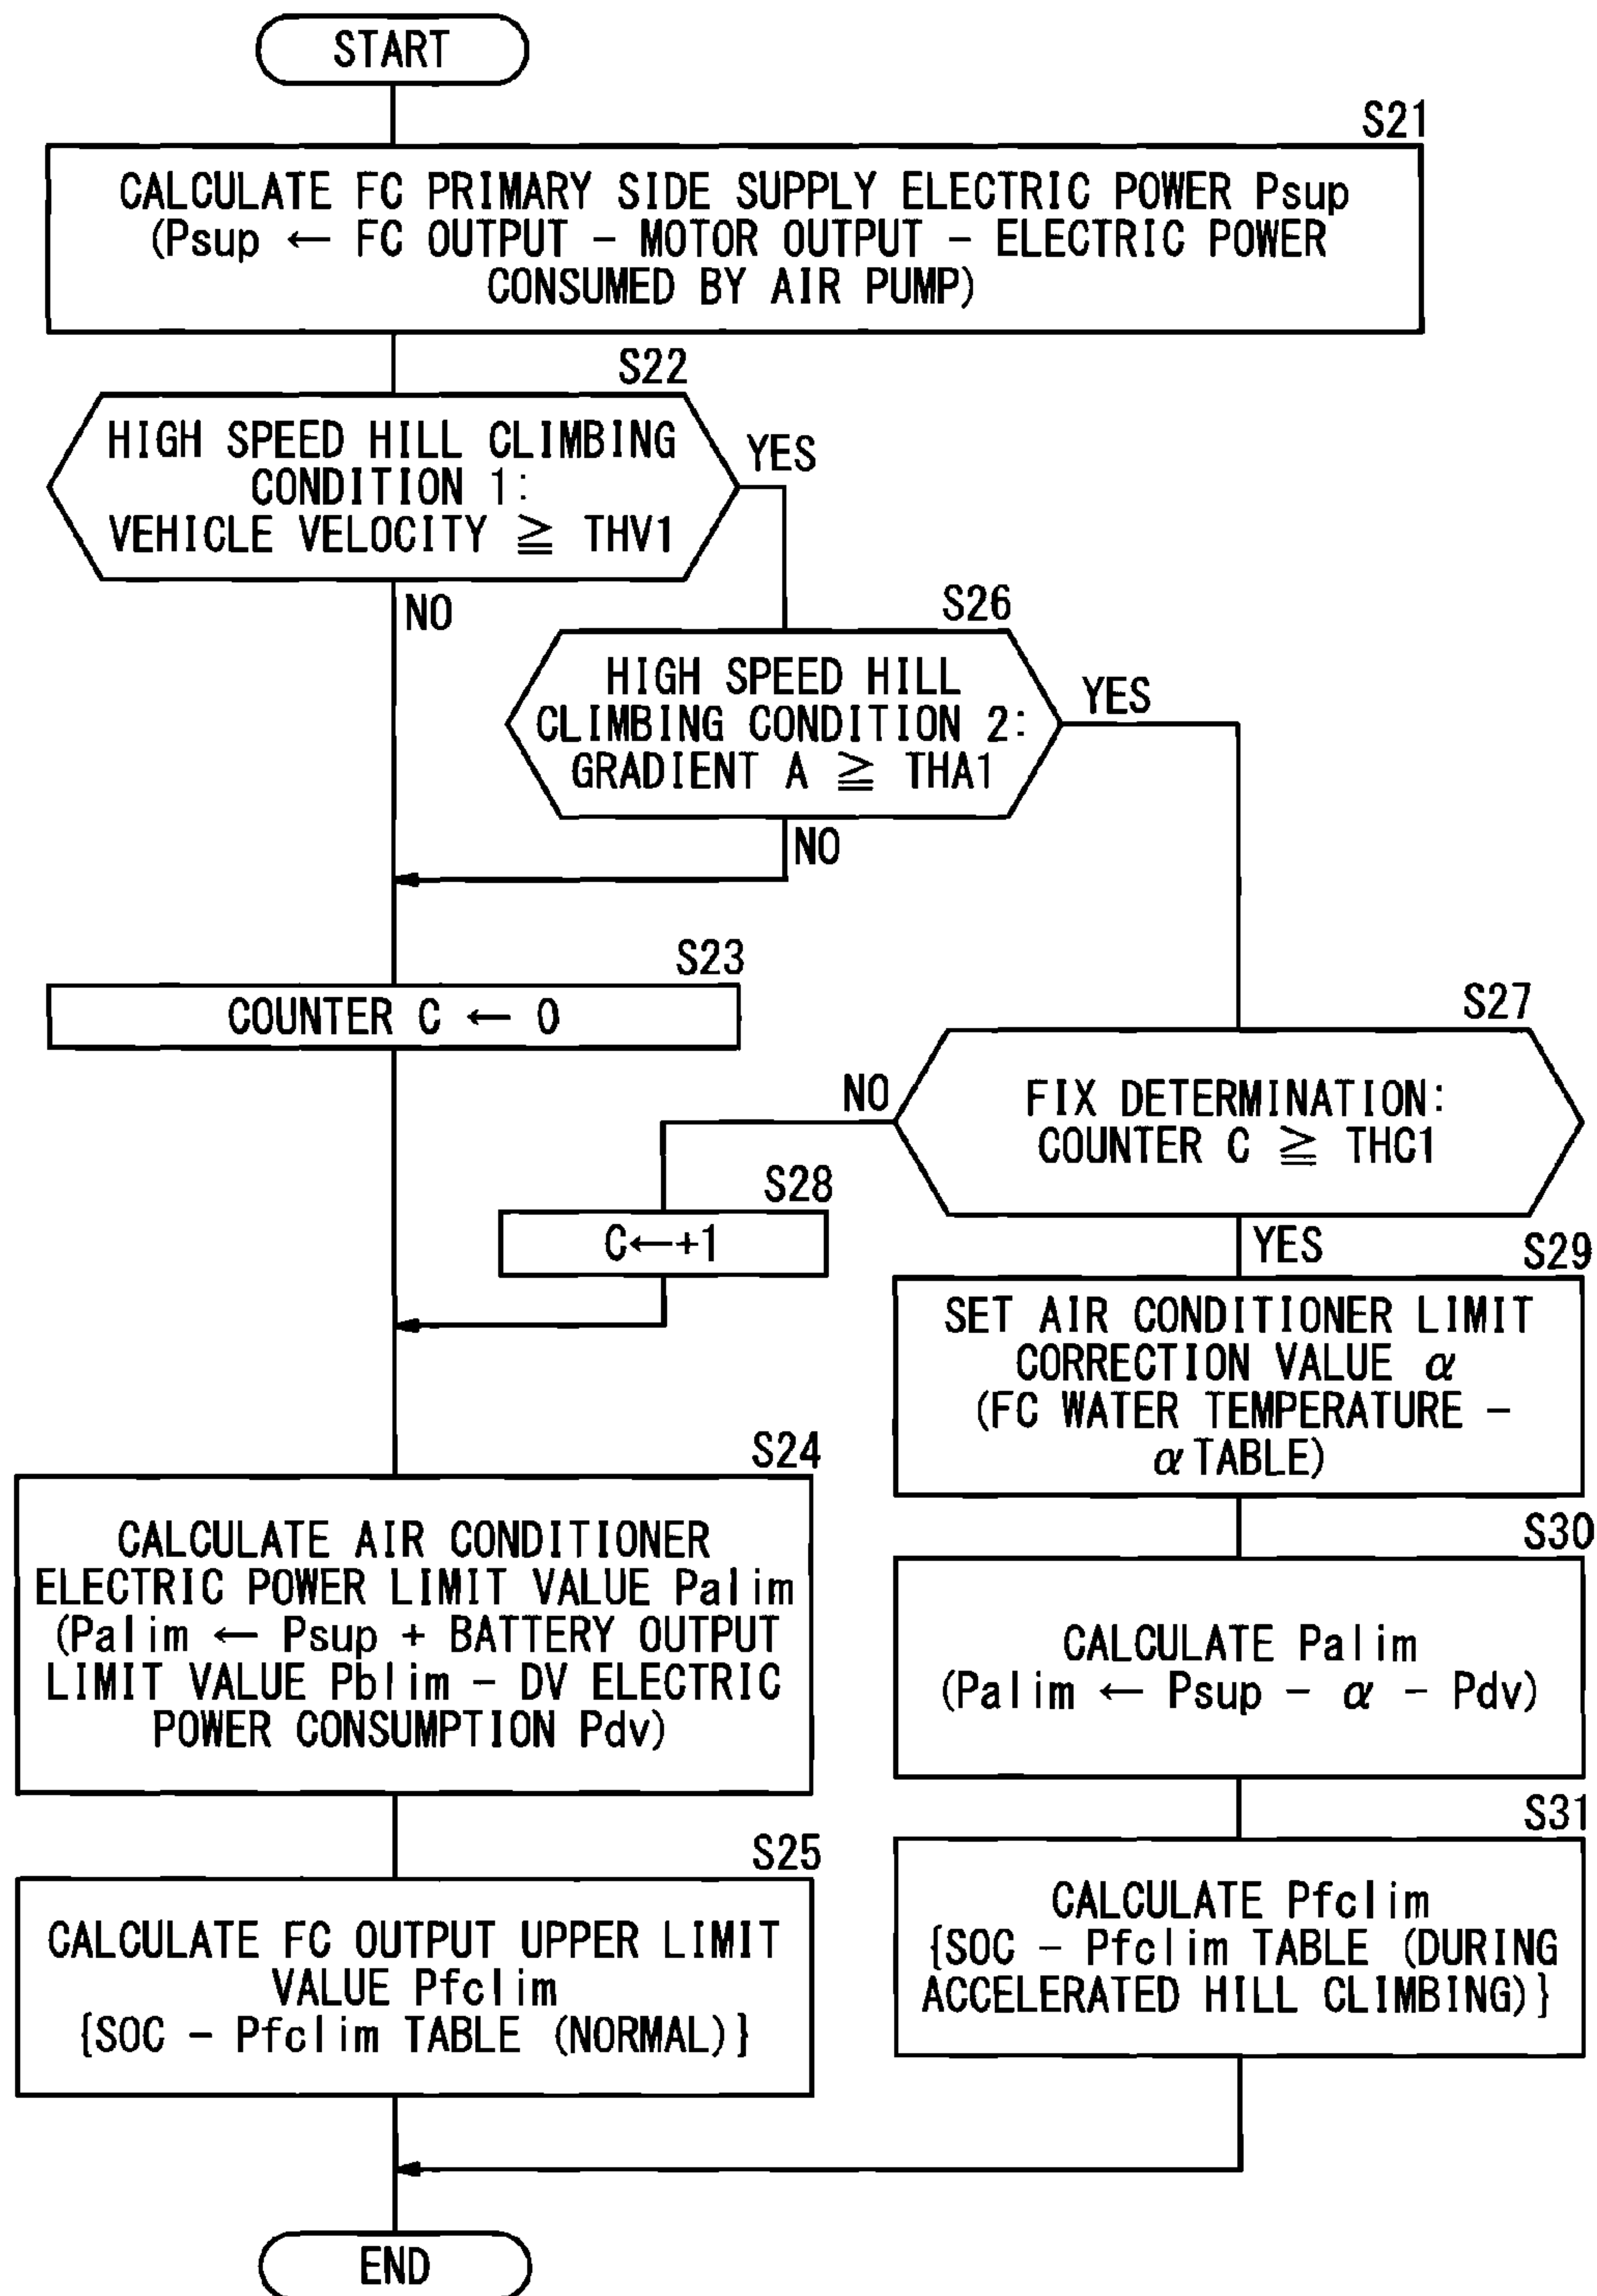 START
S21
CALCULATE FC PRIMARY SIDE SUPPLY ELECTRIC POWER Psup
(Psup ← FC OUTPUT − MOTOR OUTPUT − ELECTRIC POWER
CONSUMED BY AIR PUMP)
S22
HIGH SPEED HILL CLIMBING
CONDITION 1:
VEHICLE VELOCITY ≧ THV1
YES
NO
S26
HIGH SPEED HILL
CLIMBING CONDITION 2:
GRADIENT A ≧ THA1
YES
NO
S23
COUNTER C ← 0
S27
FIX DETERMINATION:
COUNTER C ≧ THC1
NO
YES
S28
C←+1
S29
SET AIR CONDITIONER LIMIT
CORRECTION VALUE α
(FC WATER TEMPERATURE −
α TABLE)
S24
CALCULATE AIR CONDITIONER
ELECTRIC POWER LIMIT VALUE Palim
(Palim ← Psup + BATTERY OUTPUT
LIMIT VALUE Pblim − DV ELECTRIC
POWER CONSUMPTION Pdv)
S30
CALCULATE Palim
(Palim ← Psup − α − Pdv)
S25
CALCULATE FC OUTPUT UPPER LIMIT
VALUE Pfclim
{SOC − Pfclim TABLE (NORMAL)}
S31
CALCULATE Pfclim
{SOC − Pfclim TABLE (DURING
ACCELERATED HILL CLIMBING)}
END